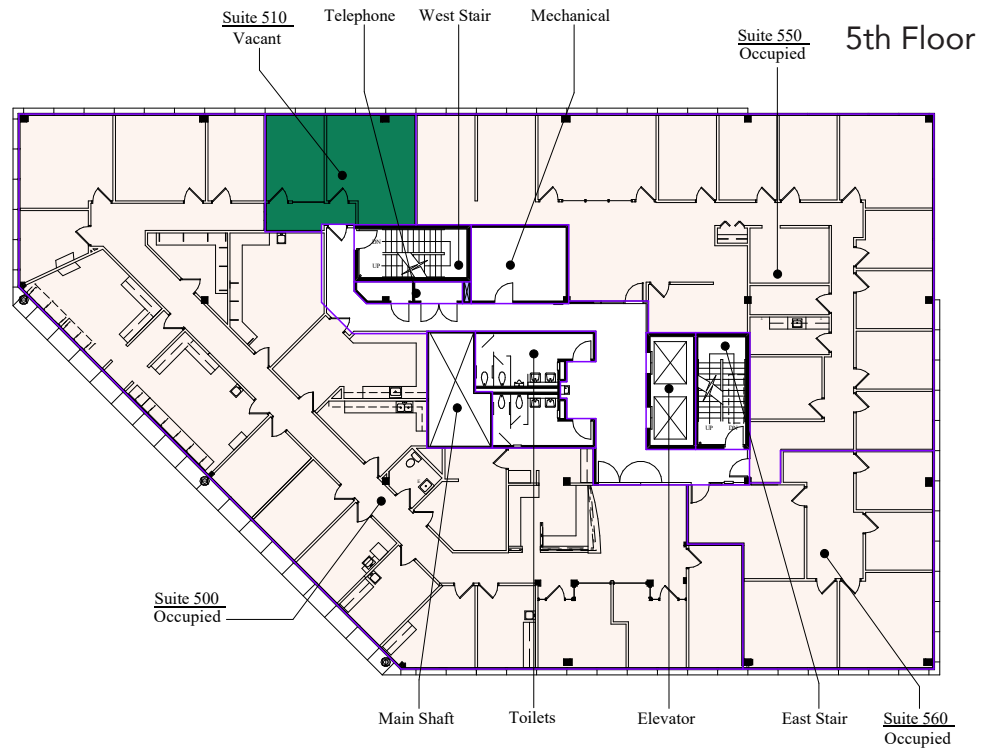 Suite 510
Vacant
Telephone
West Stair
Mechanical
Suite 550
Occupied
5th Floor
DN
UP
UP
DN
Suite 500
Occupied
Main Shaft
Toilets
Elevator
East Stair
Suite 560
Occupied